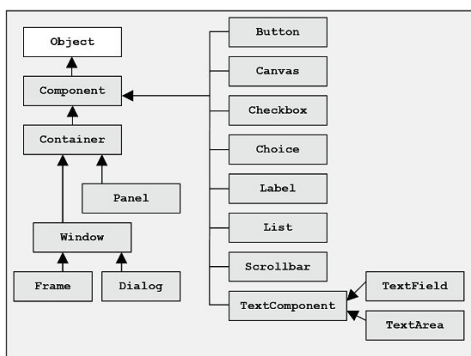 Object
Component
Container
Panel
Window
Frame
Dialog
Button
Canvas
Checkbox
Choice
Label
List
Scrollbar
TextComponent
TextField
TextArea